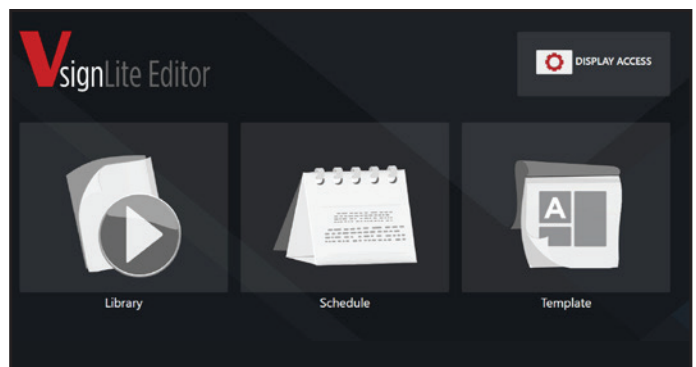 VsignLite Editor
DISPLAY ACCESS
A
Library
Schedule
Template